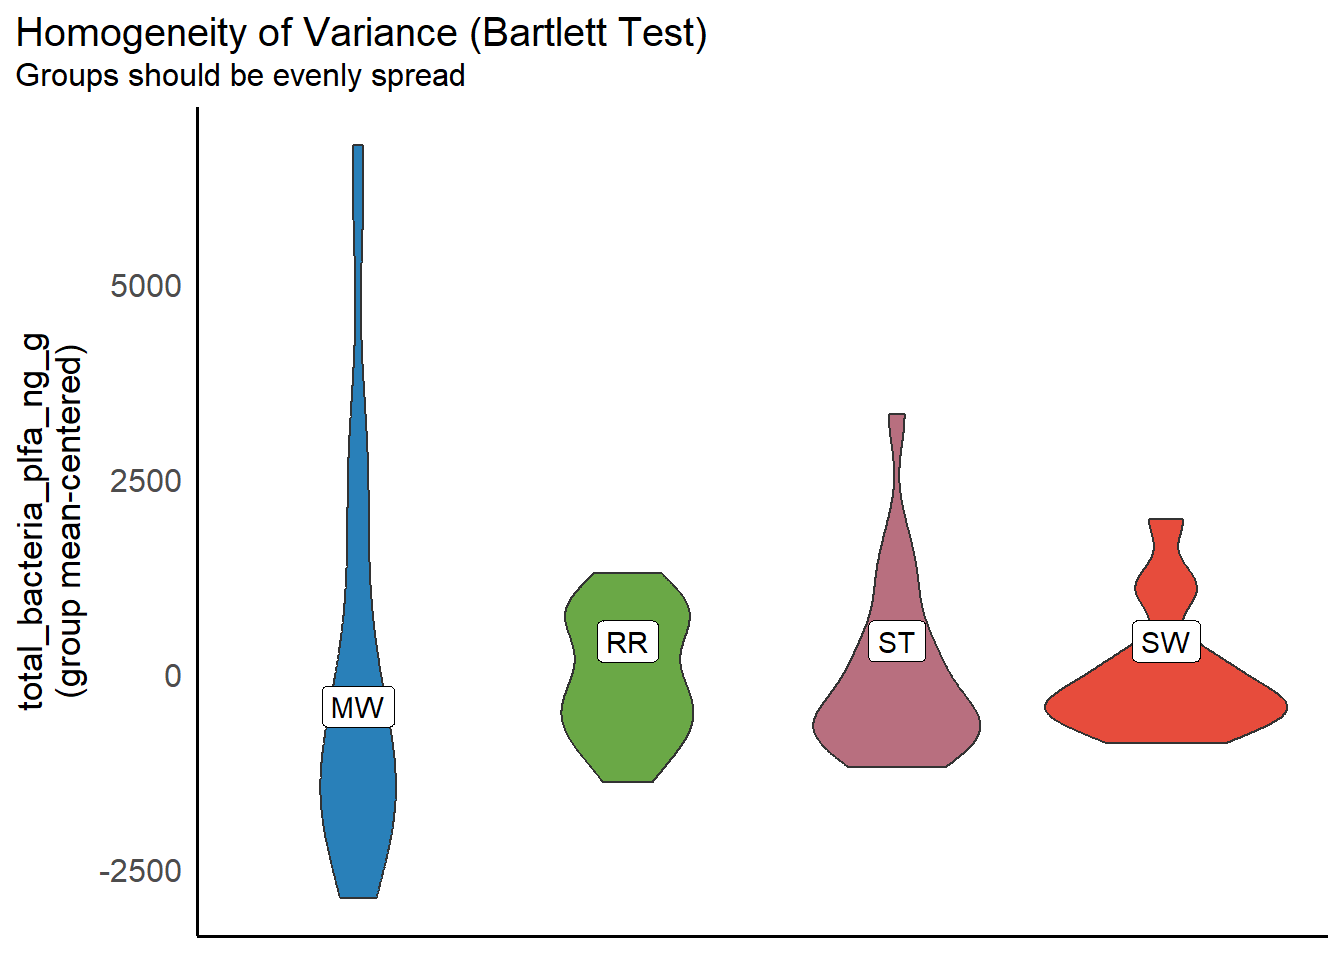 Homogeneity of Variance (Bartlett Test)
Groups should be evenly spread
total_bacteria_plfa_ng_g
(group mean-centered)
5000
2500
0
-2500
MW
RR
ST
SW